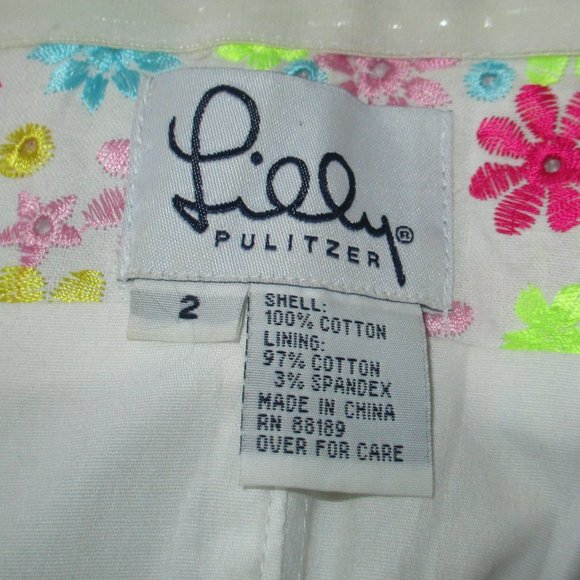 Lilly®
PULITZER
2
SHELL:
100% COTTON
LINING:
97% COTTON
3% SPANDEX
MADE IN CHINA
RN 88189
OVER FOR CARE